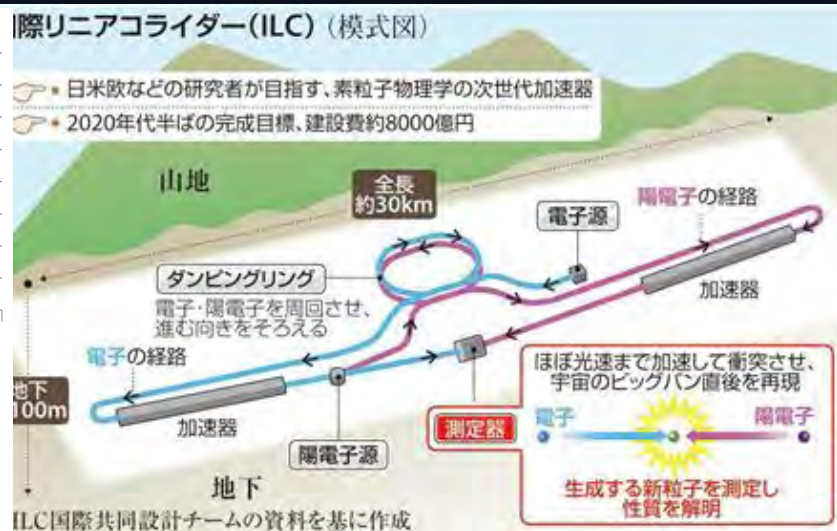 際リニアコライダー(ILC)（模式図）
・日米欧などの研究者が目指す、素粒子物理学の次世代加速器
・2020年代半ばの完成目標、建設費約8000億円
山地
全長
約30km
電子源
陽電子の経路
ダンピングリング
電子・陽電子を周回させ、
進む向きをそろえる
加速器
電子の経路
地下
100m
加速器
陽電子源
測定器
地下
ほぼ光速まで加速して衝突させ、
宇宙のビッグバン直後を再現
電子
陽電子
生成する新粒子を測定し
性質を解明
ILC国際共同設計チームの資料を基に作成